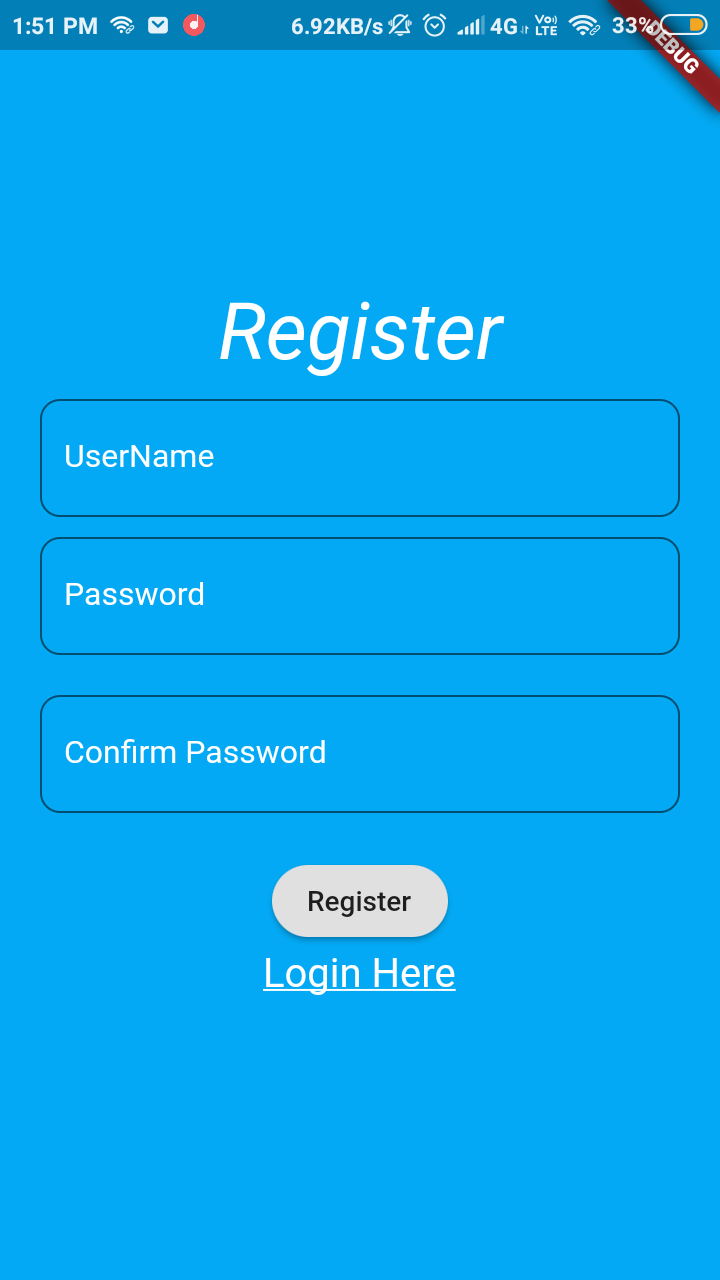 1:51 PM 6.92KB/s 4G Vo) LTE 33%
DEBUG
Register
UserName
Password
Confirm Password
Register
Login Here